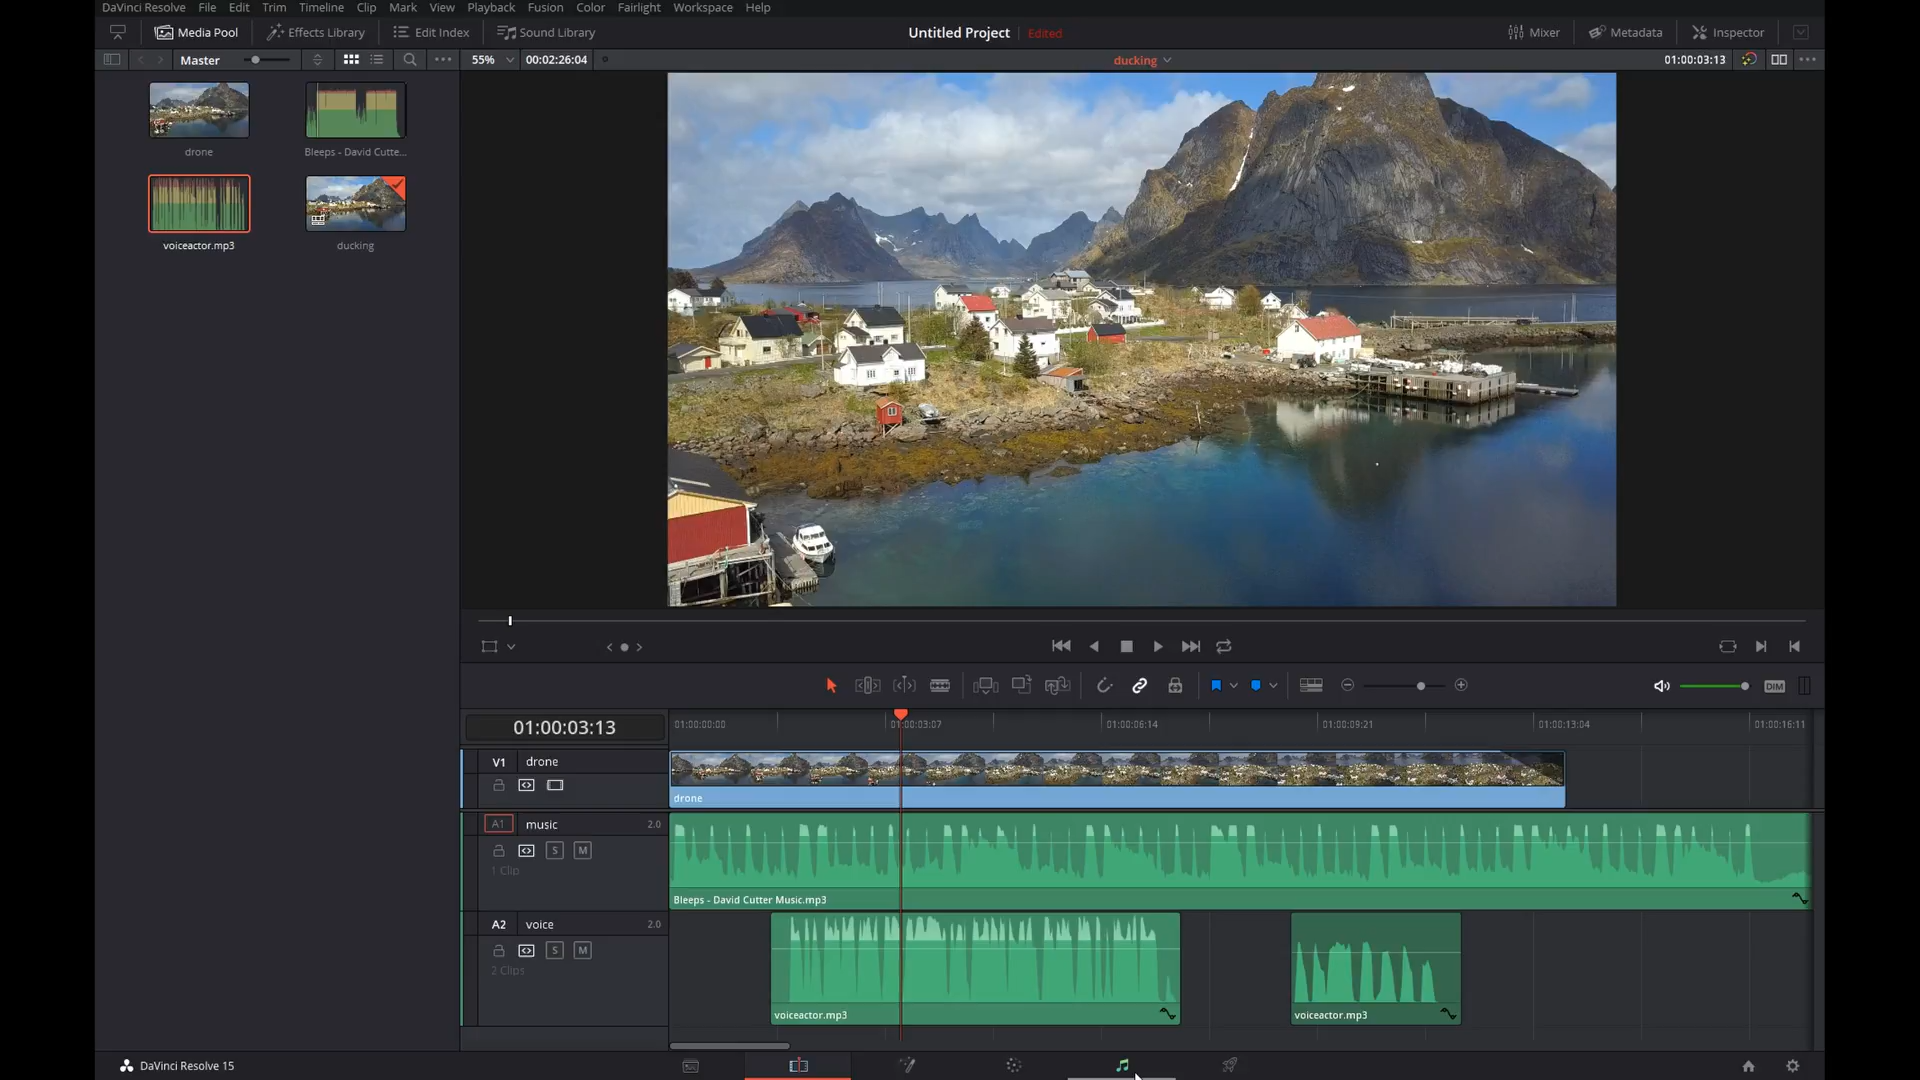 DaVinci Resolve File Edit Trim Timeline Clip Mark View Playback Fusion Color Fairlight Workspace Help
Media Pool Effects Library Edit Index Sound Library Untitled Project Edited Mixer Metadata Inspector
Master 55% 00:02:26:04 ducking 01:00:03:13
drone Bleeps - David Cutte...
voiceactor.mp3 ducking
DIM
01:00:03:13 01:00:00:00 01:00:03:07 01:00:06:14 01:00:09:21 01:00:13:04 01:00:16:11
V1 drone
drone
A1 music 2.0
S M
1 Clip
Bleeps - David Cutter Music.mp3
A2 voice 2.0
S M
2 Clips
voiceactor.mp3 voiceactor.mp3
DaVinci Resolve 15